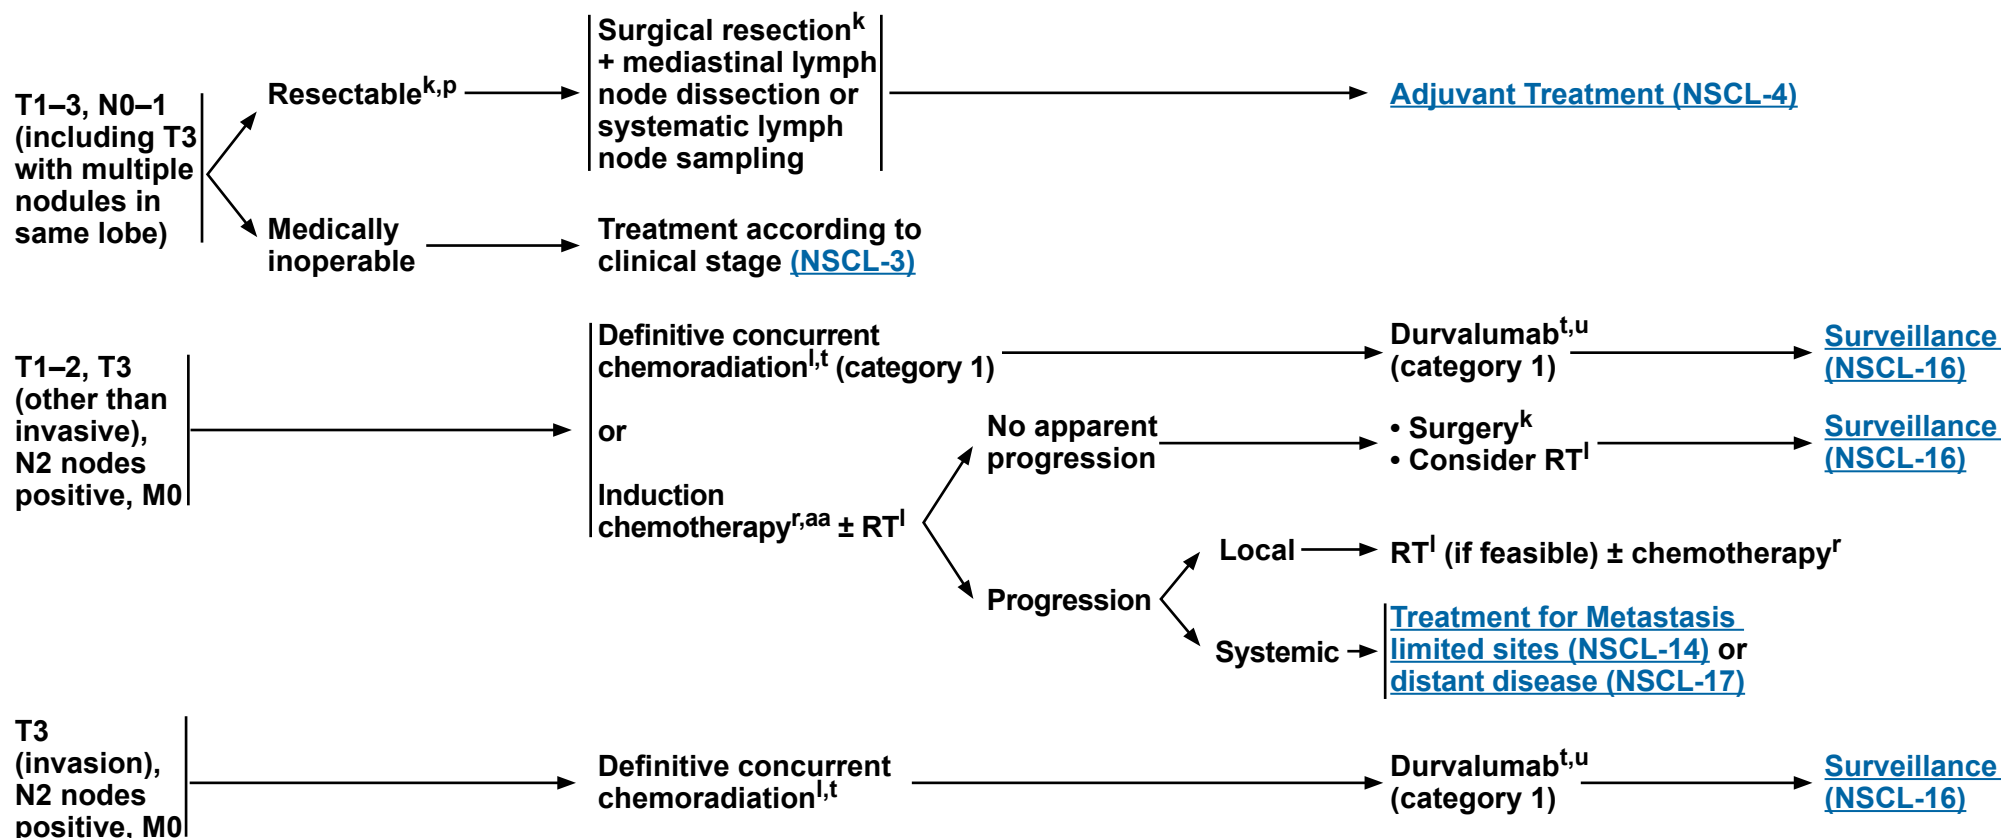 T1–3, N0–1
(including T3
with multiple
nodules in
same lobe)
Resectablek,p
Surgical resectionk
+ mediastinal lymph
node dissection or
systematic lymph
node sampling
Adjuvant Treatment (NSCL-4)
Medically
inoperable
Treatment according to
clinical stage (NSCL-3)
T1–2, T3
(other than
invasive),
N2 nodes
positive, M0
Definitive concurrent
chemoradiationl,t (category 1)
Durvalumabt,u
(category 1)
Surveillance
(NSCL-16)
or
Induction
chemotherapyr,aa ± RTl
No apparent
progression
• Surgeryk
• Consider RTl
Surveillance
(NSCL-16)
Progression
Local
RTl (if feasible) ± chemotherapyr
Systemic
Treatment for Metastasis
limited sites (NSCL-14) or
distant disease (NSCL-17)
T3
(invasion),
N2 nodes
positive, M0
Definitive concurrent
chemoradiationl,t
Durvalumabt,u
(category 1)
Surveillance
(NSCL-16)